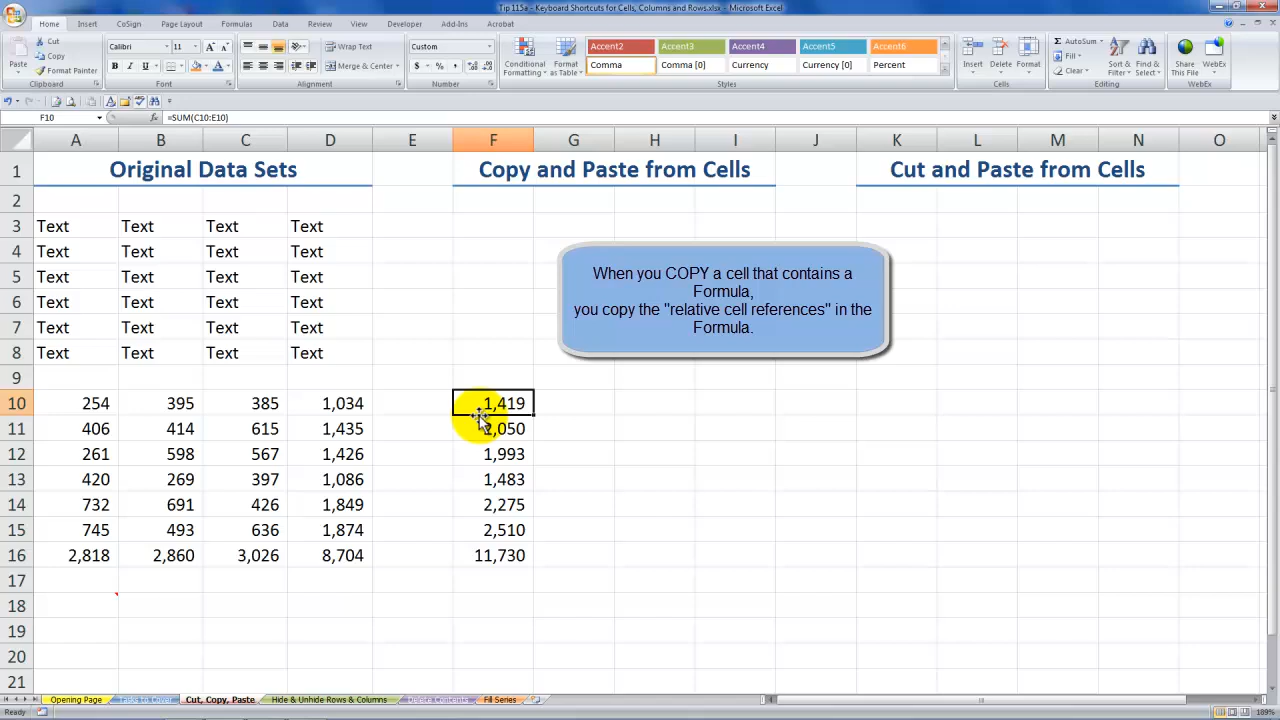 Tip 115a - Keyboard Shortcuts for Cells, Columns and Rows.xlsx - Microsoft Excel
Home Insert CoSign Page Layout Formulas Data Review View Developer Add-Ins Acrobat
Paste Cut Copy Format Painter Clipboard
Calibri 11 Font
Wrap Text Merge & Center Alignment
Custom Number
Conditional Formatting Format as Table
Accent2 Accent3 Accent4 Accent5 Accent6
Comma Comma [0] Currency Currency [0] Percent
Styles
Insert Delete Format Cells
AutoSum Fill Clear Sort & Filter Find & Select Editing
Share This File WebEx WebEx
F10 fx =SUM(C10:E10)
A B C D E F G H I J K L M N O
1 Original Data Sets Copy and Paste from Cells Cut and Paste from Cells
2
3 Text Text Text Text
4 Text Text Text Text
5 Text Text Text Text
6 Text Text Text Text
7 Text Text Text Text
8 Text Text Text Text
When you COPY a cell that contains a
Formula,
you copy the "relative cell references" in the
Formula.
9
10 254 395 385 1,034 1,419
11 406 414 615 1,435 2,050
12 261 598 567 1,426 1,993
13 420 269 397 1,086 1,483
14 732 691 426 1,849 2,275
15 745 493 636 1,874 2,510
16 2,818 2,860 3,026 8,704 11,730
17
18
19
20
21
Opening Page Tasks to Cover Cut, Copy, Paste Hide & Unhide Rows & Columns Delete Contents Fill Series
Ready 189%